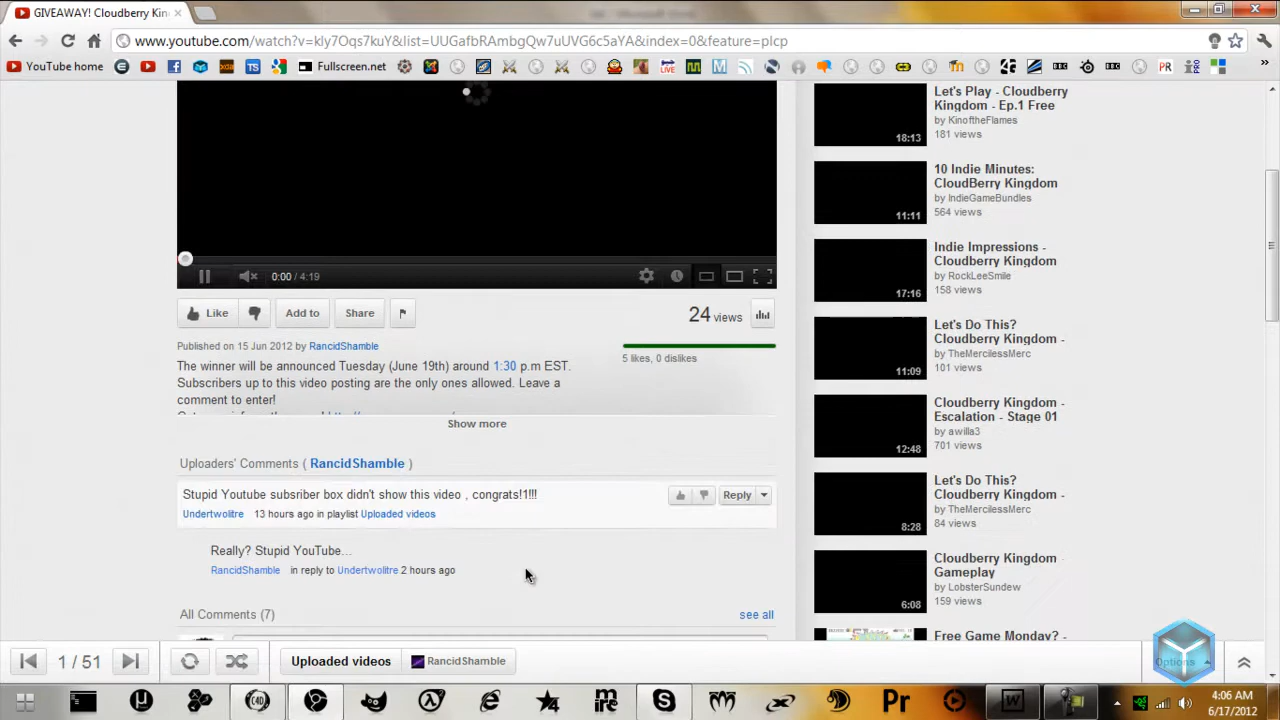 GIVEAWAY! Cloudberry Kin
www.youtube.com/watch?v=kly7Oqs7kuY&list=UUGafbRAmbgQw7uUVG6c5aYA&index=0&feature=plcp
YouTube home
Fullscreen.net
0:00 / 4:19
Like
Add to
Share
24 views
Published on 15 Jun 2012 by RancidShamble
5 likes, 0 dislikes
The winner will be announced Tuesday (June 19th) around 1:30 p.m EST.
Subscribers up to this video posting are the only ones allowed. Leave a
comment to enter!
Show more
Uploaders' Comments ( RancidShamble )
Stupid Youtube subsriber box didn't show this video , congrats!1!!!
Reply
Undertwolitre 13 hours ago in playlist Uploaded videos
Really? Stupid YouTube...
RancidShamble in reply to Undertwolitre 2 hours ago
All Comments (7)
see all
18:13
Let's Play - Cloudberry
Kingdom - Ep.1 Free
by KinoftheFlames
181 views
11:11
10 Indie Minutes:
CloudBerry Kingdom
by IndieGameBundles
564 views
17:16
Indie Impressions -
Cloudberry Kingdom
by RockLeeSmile
158 views
11:09
Let's Do This?
Cloudberry Kingdom -
by TheMercilessMerc
101 views
12:48
Cloudberry Kingdom -
Escalation - Stage 01
by awilla3
701 views
8:28
Let's Do This?
Cloudberry Kingdom -
by TheMercilessMerc
84 views
6:08
Cloudberry Kingdom -
Gameplay
by LobsterSundew
159 views
Free Game Monday? -
1 / 51
Uploaded videos
RancidShamble
Options
Pr
4:06 AM
6/17/2012